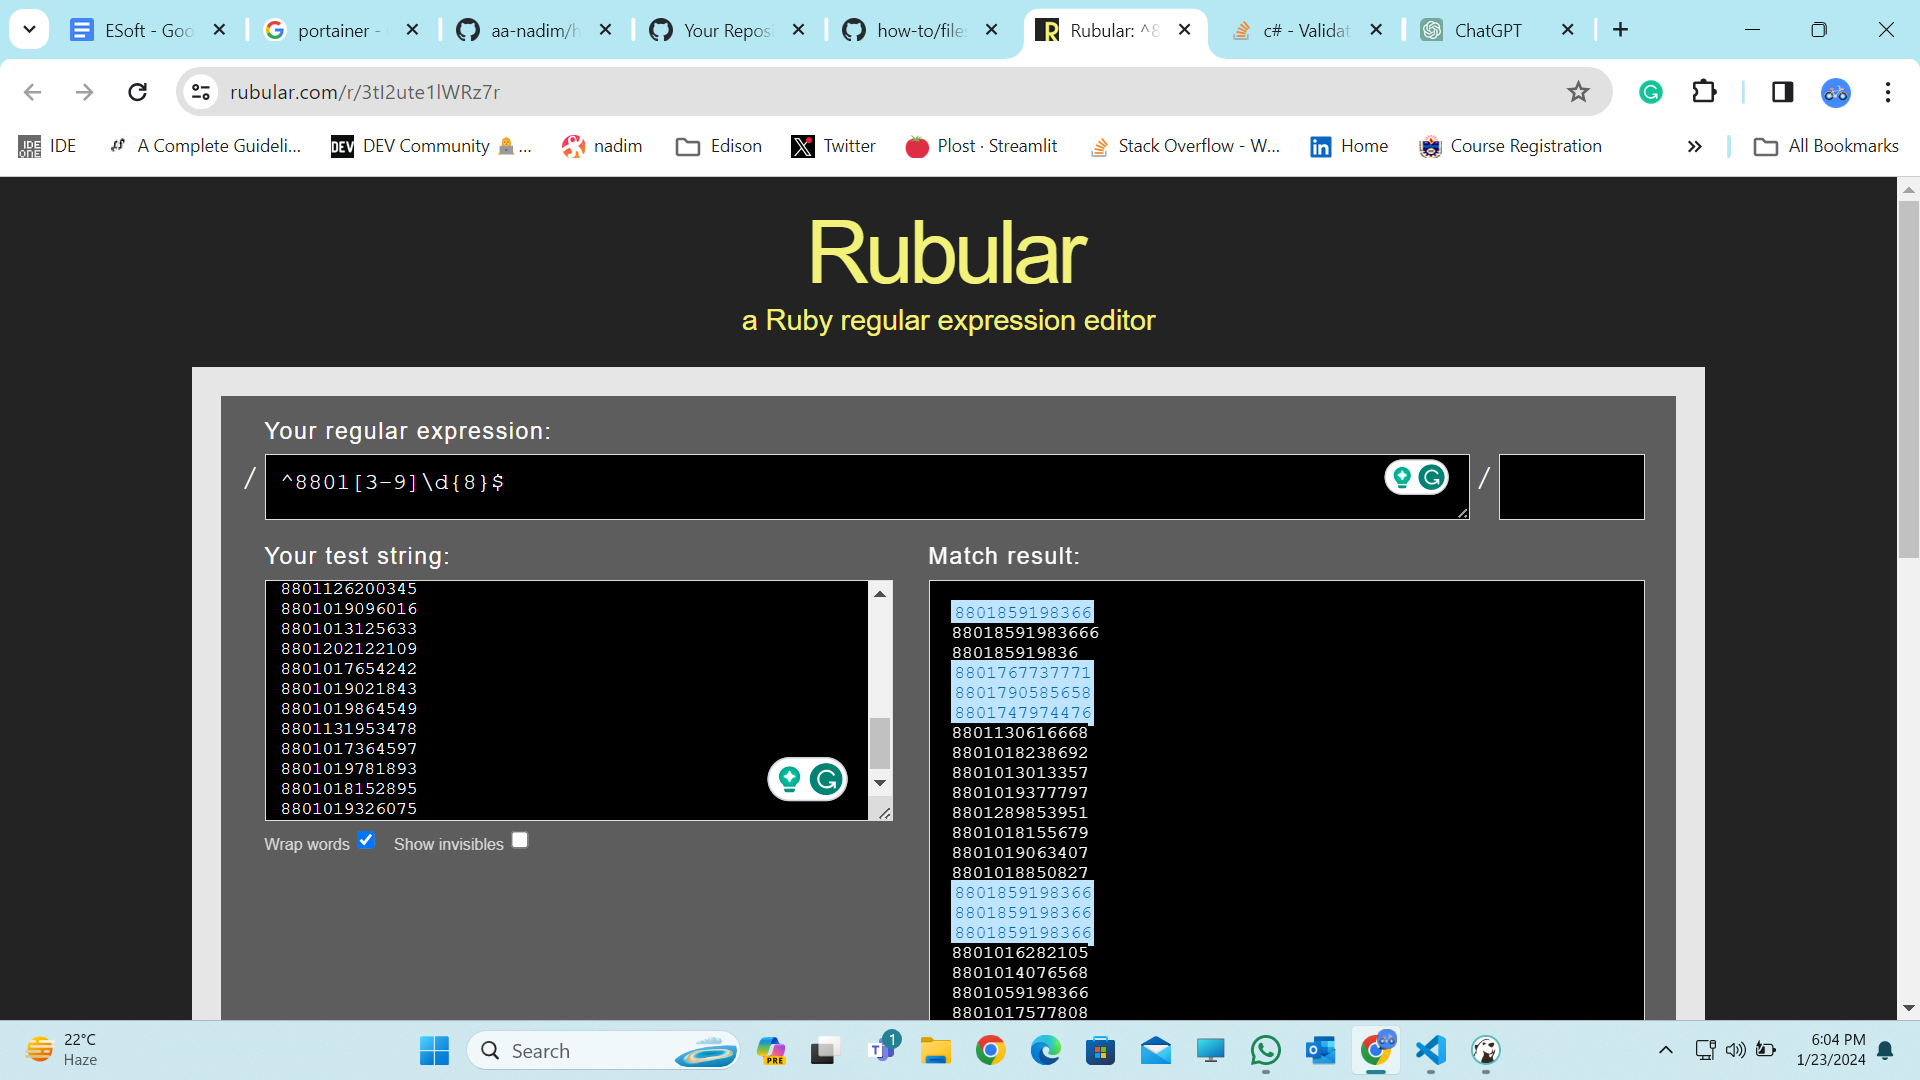 ESoft - Goo
portainer -
aa-nadim/h
Your Repos
how-to/file
Rubular: ^8
c# - Validat
ChatGPT
rubular.com/r/3tI2ute1lWRz7r
IDE
A Complete Guideli...
DEV Community 👨‍💻 ...
nadim
Edison
Twitter
Plost · Streamlit
Stack Overflow - W...
Home
Course Registration
»
All Bookmarks
Rubular
a Ruby regular expression editor
Your regular expression:
/ ^8801[3-9]\d{8}$ /
Your test string:
8801126200345
8801019096016
8801013125633
8801202122109
8801017654242
8801019021843
8801019864549
8801131953478
8801017364597
8801019781893
8801018152895
8801019326075
Wrap words
Show invisibles
Match result:
8801859198366
88018591983666
880185919836
8801767737771
8801790585658
8801747974476
8801130616668
8801018238692
8801013013357
8801019377797
8801289853951
8801018155679
8801019063407
8801018850827
8801859198366
8801859198366
8801859198366
8801016282105
8801014076568
8801059198366
8801017577808
22°C
Haze
Search
PRE
1
6:04 PM
1/23/2024